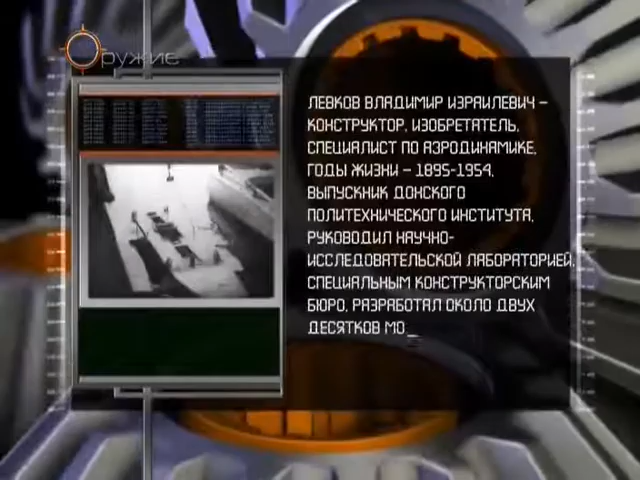 Оружие
ЛЕВКОВ ВЛАДИМИР ИЗРАИЛЕВИЧ –
КОНСТРУКТОР, ИЗОБРЕТАТЕЛЬ,
СПЕЦИАЛИСТ ПО АЭРОДИНАМИКЕ,
ГОДЫ ЖИЗНИ – 1895-1954,
ВЫПУСКНИК ДОНСКОГО
ПОЛИТЕХНИЧЕСКОГО ИНСТИТУТА,
РУКОВОДИЛ НАУЧНО-
ИССЛЕДОВАТЕЛЬСКОЙ ЛАБОРАТОРИЕЙ,
СПЕЦИАЛЬНЫМ КОНСТРУКТОРСКИМ
БЮРО, РАЗРАБОТАЛ ОКОЛО ДВУХ
ДЕСЯТКОВ МО